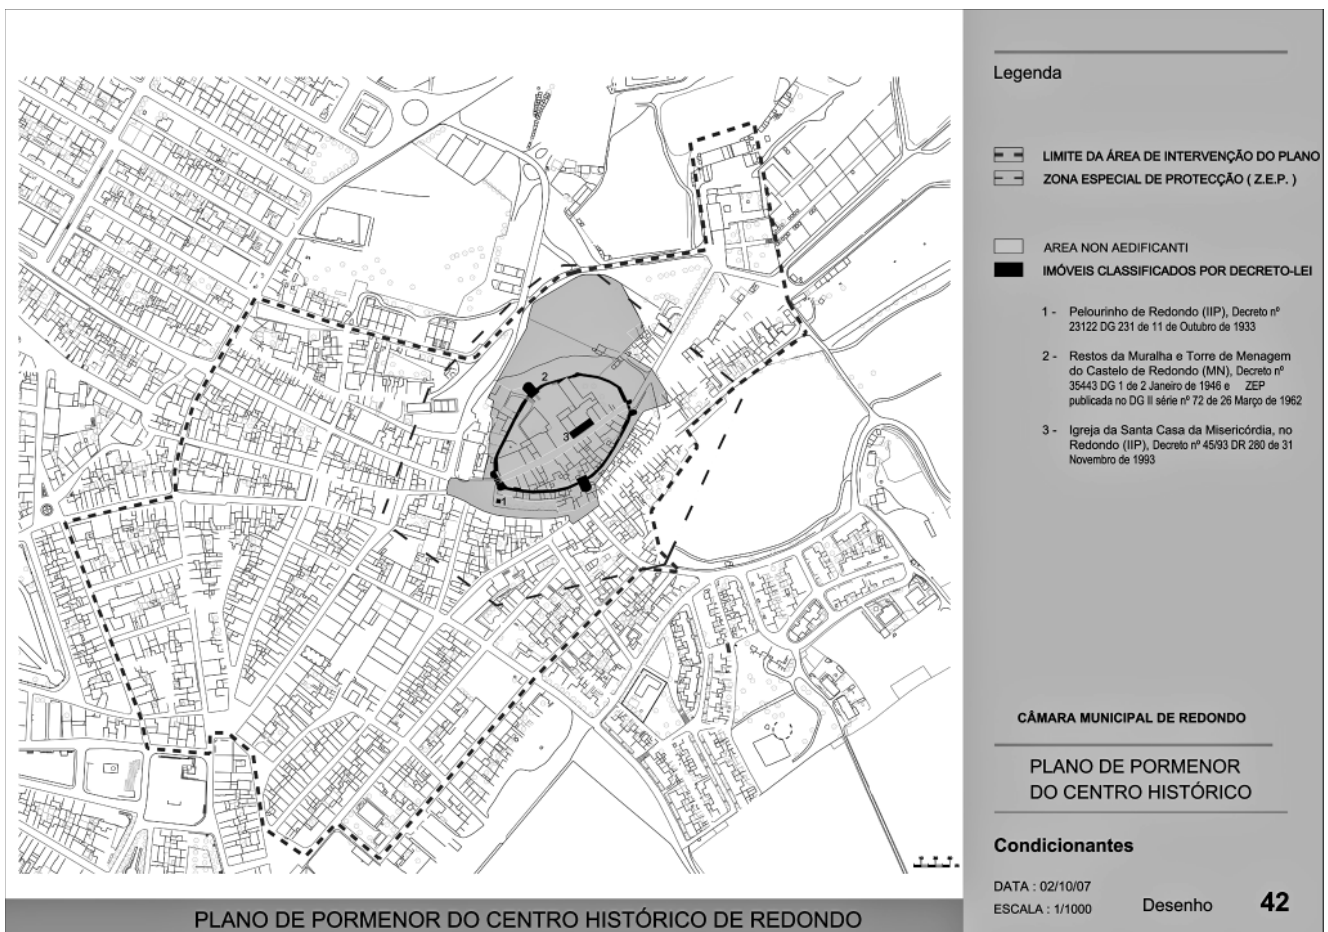 Legenda
LIMITE DA ÁREA DE INTERVENÇÃO DO PLANO
ZONA ESPECIAL DE PROTECÇÃO ( Z.E.P. )
AREA NON AEDIFICANTI
IMÓVEIS CLASSIFICADOS POR DECRETO-LEI
1 - Pelourinho de Redondo (IIP), Decreto nº
23122 DG 231 de 11 de Outubro de 1933
2 - Restos da Muralha e Torre de Menagem
do Castelo de Redondo (MN), Decreto nº
35443 DG 1 de 2 Janeiro de 1946 e ZEP
publicada no DG II série nº 72 de 26 Março de 1962
3 - Igreja da Santa Casa da Misericórdia, no
Redondo (IIP), Decreto nº 45/93 DR 280 de 31
Novembro de 1993
2
3
1
CÂMARA MUNICIPAL DE REDONDO
PLANO DE PORMENOR
DO CENTRO HISTÓRICO
Condicionantes
DATA : 02/10/07
ESCALA : 1/1000
Desenho 42
PLANO DE PORMENOR DO CENTRO HISTÓRICO DE REDONDO